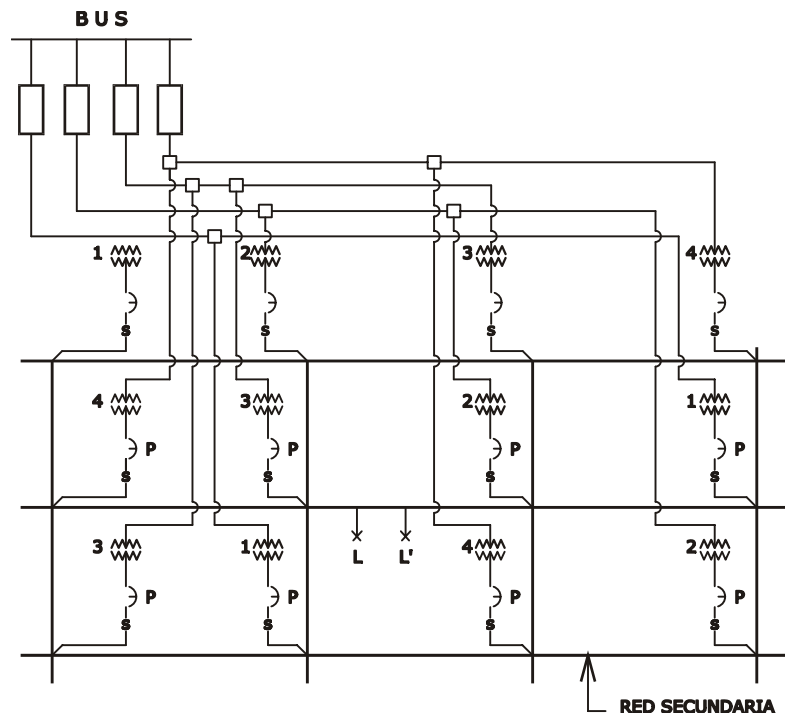 BUS
1 2 3 4
S S S S
4 3 2 1
P P P P
S S S S
L L'
3 1 4 2
P P P P
S S S S
RED SECUNDARIA